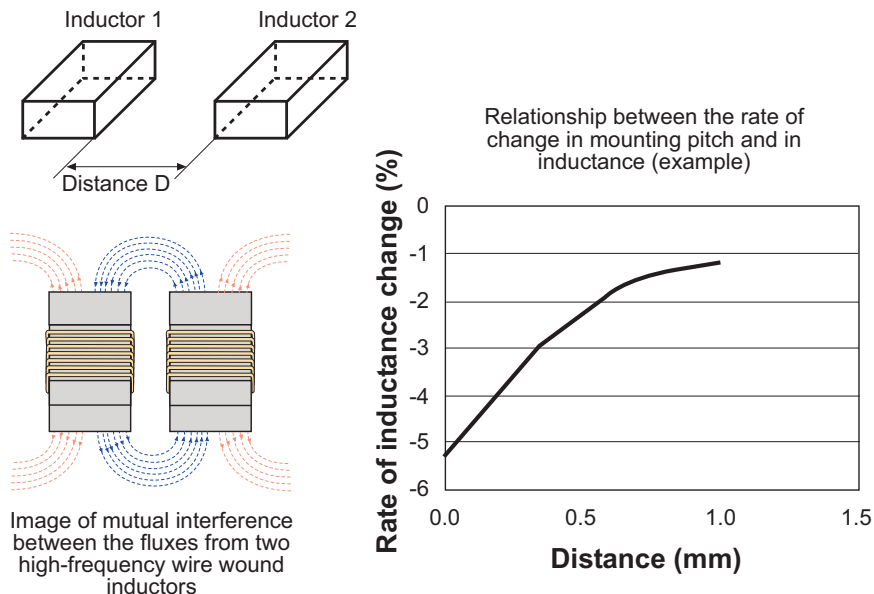 Inductor 1
Inductor 2
Distance D
Image of mutual interference
between the fluxes from two
high-frequency wire wound
inductors
Relationship between the rate of
change in mounting pitch and in
inductance (example)
Rate of inductance change (%)
0
-1
-2
-3
-4
-5
-6
0.0
0.5
1.0
1.5
Distance (mm)